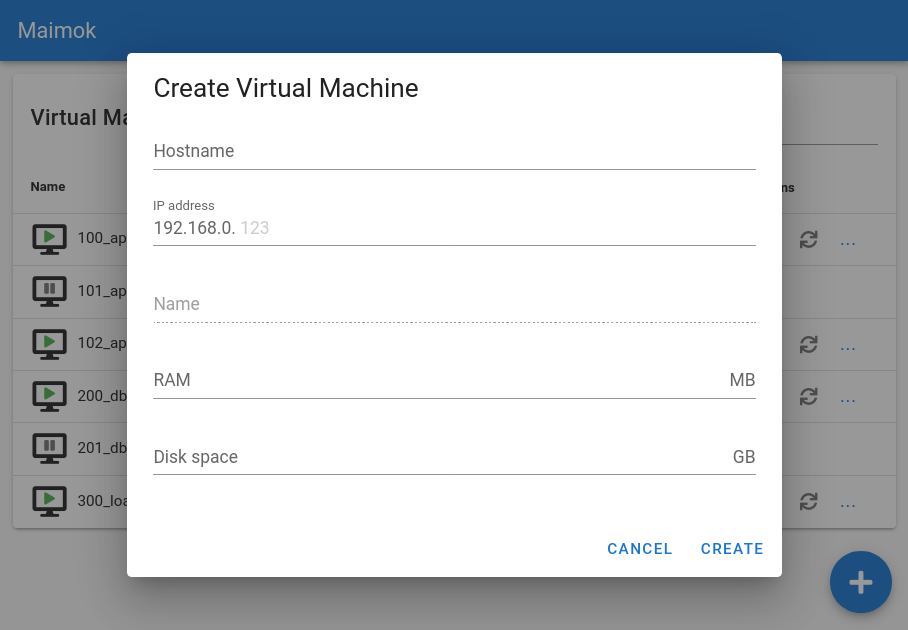 Maimok
Create Virtual Machine
Virtual Ma
Hostname
Name
ns
IP address
192.168.0. 123
100_ap
...
101_ap
Name
102_ap
...
RAM MB
200_db
...
201_db
Disk space GB
300_loa
...
CANCEL CREATE